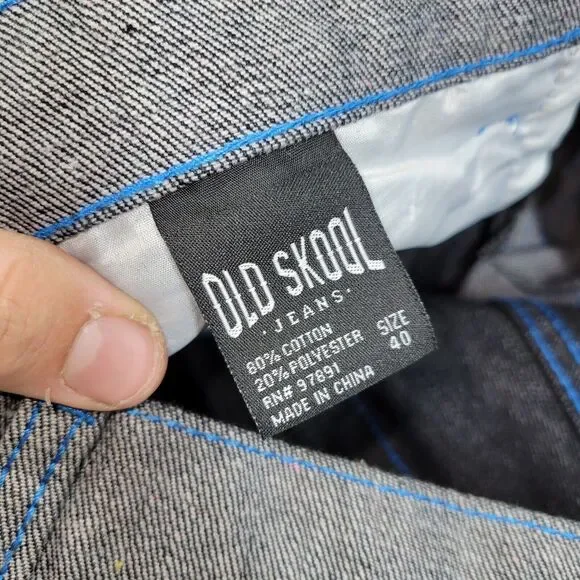 OLD SKOOL
·JEANS·
80% COTTON
20% POLYESTER
RN# 97891
MADE IN CHINA
SIZE
40